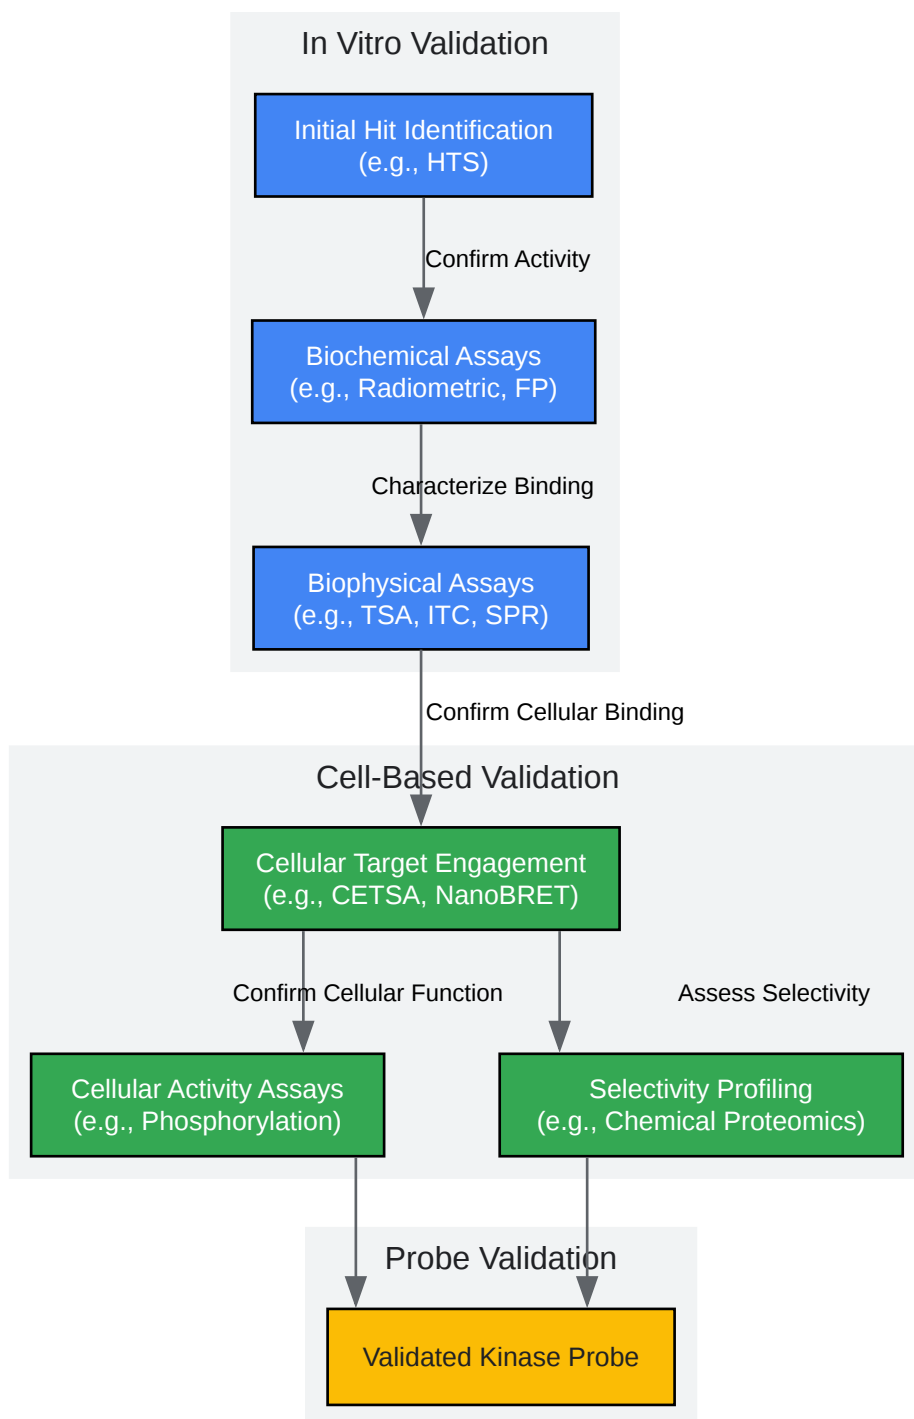 In Vitro Validation
Initial Hit Identification
(e.g., HTS)
Confirm Activity
Biochemical Assays
(e.g., Radiometric, FP)
Characterize Binding
Biophysical Assays
(e.g., TSA, ITC, SPR)
Confirm Cellular Binding
Cell-Based Validation
Cellular Target Engagement
(e.g., CETSA, NanoBRET)
Confirm Cellular Function
Assess Selectivity
Cellular Activity Assays
(e.g., Phosphorylation)
Selectivity Profiling
(e.g., Chemical Proteomics)
Probe Validation
Validated Kinase Probe